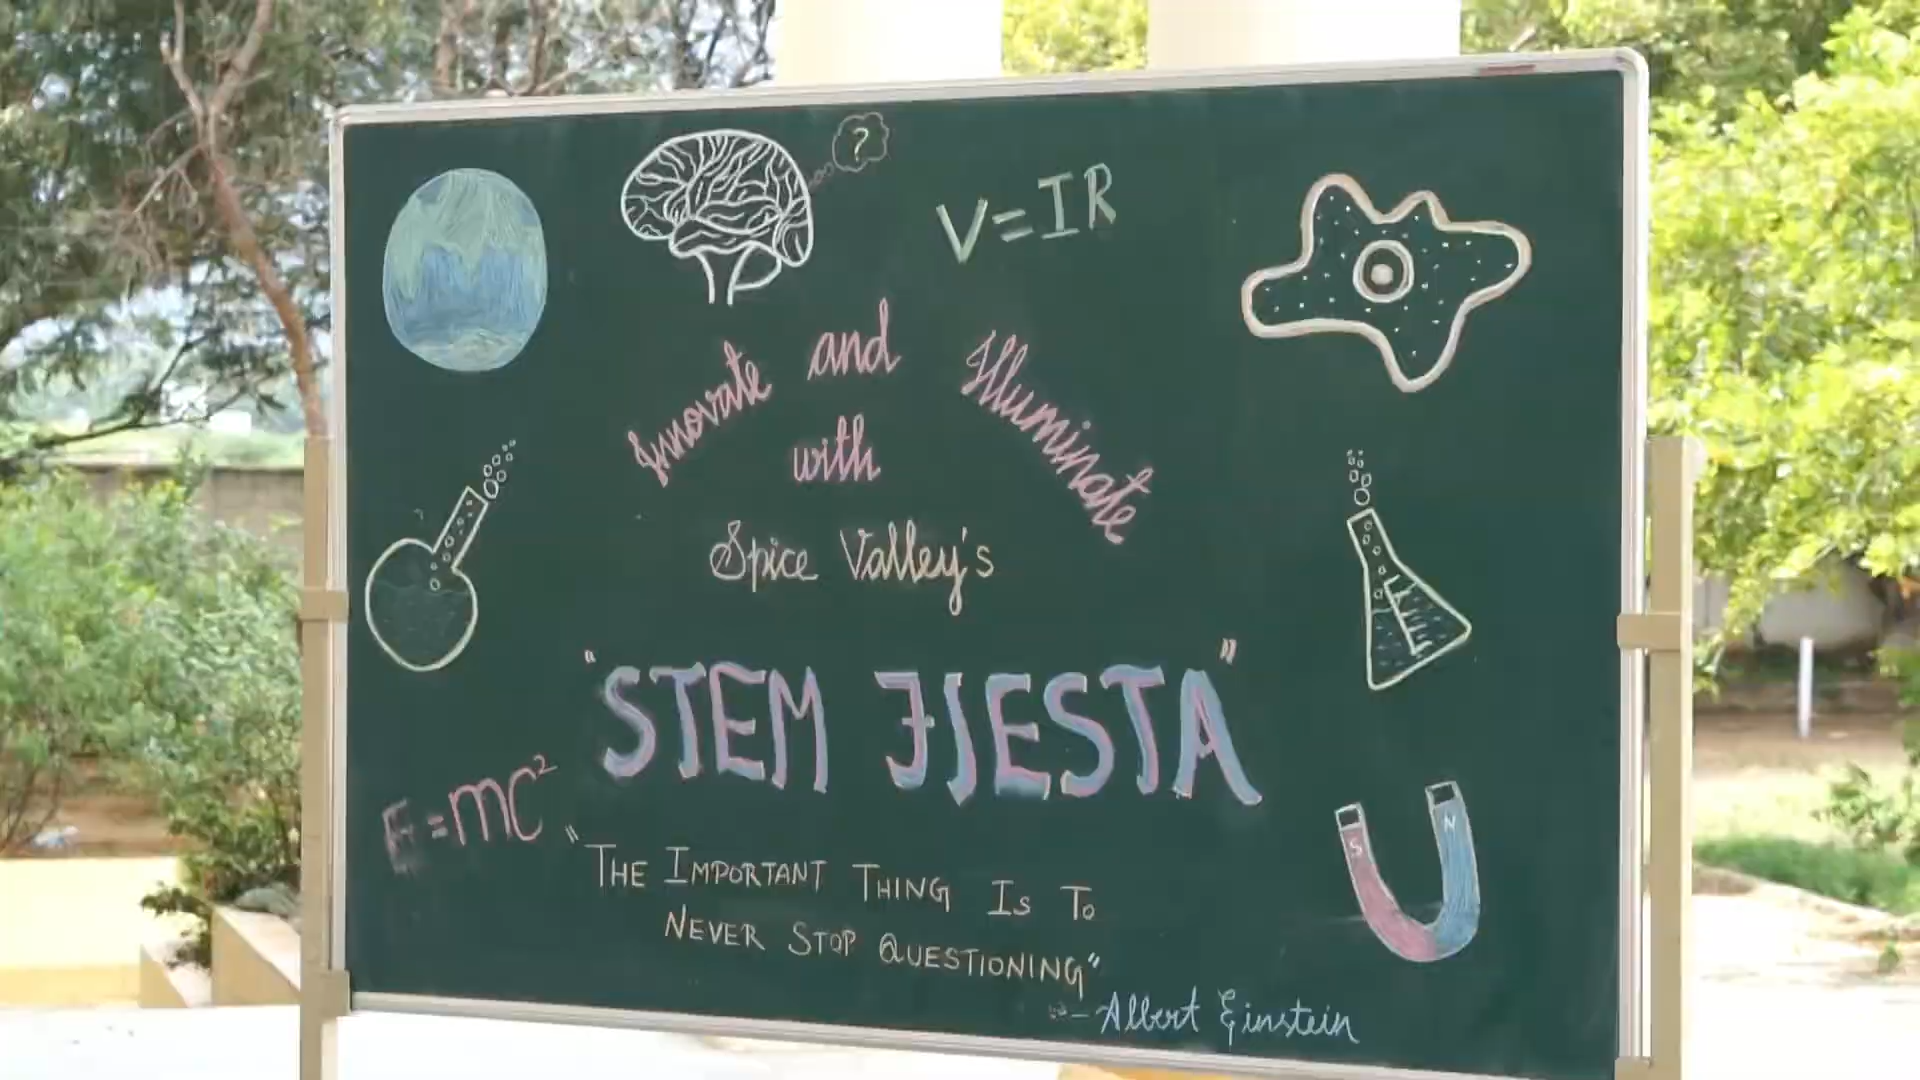 ?
V=IR
Innovate and Illuminate
with
Spice Valley's
"STEM FIESTA"
E=mc²
"THE IMPORTANT THING IS TO
NEVER STOP QUESTIONING"
- Albert Einstein
S N